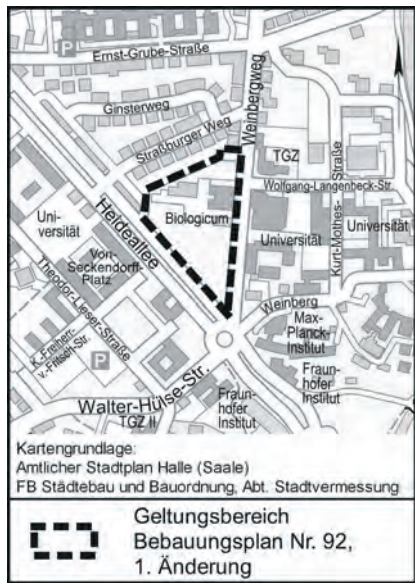 P
Ernst-Grube-Straße
Weinbergweg
Ginsterweg
Straßburger Weg
TGZ
Wolfgang-Langenbeck-Str.
Kurt-Mothes-Straße
Biologicum
Heideallee
Uni-
versität
Universität
Universität
Von-
Seckendorff-
Platz
Theodor-Lieser-Straße
K.-Freiherr-
v.-Fritsch-Str.
P
Weinberg
Max-
Planck-
Institut
Fraun-
hofer
Institut
Walter-Hülse-Str.
TGZ II
Fraun-
hofer
Institut
Kartengrundlage:
Amtlicher Stadtplan Halle (Saale)
FB Städtebau und Bauordnung, Abt. Stadtvermessung
Geltungsbereich
Bebauungsplan Nr. 92,
1. Änderung